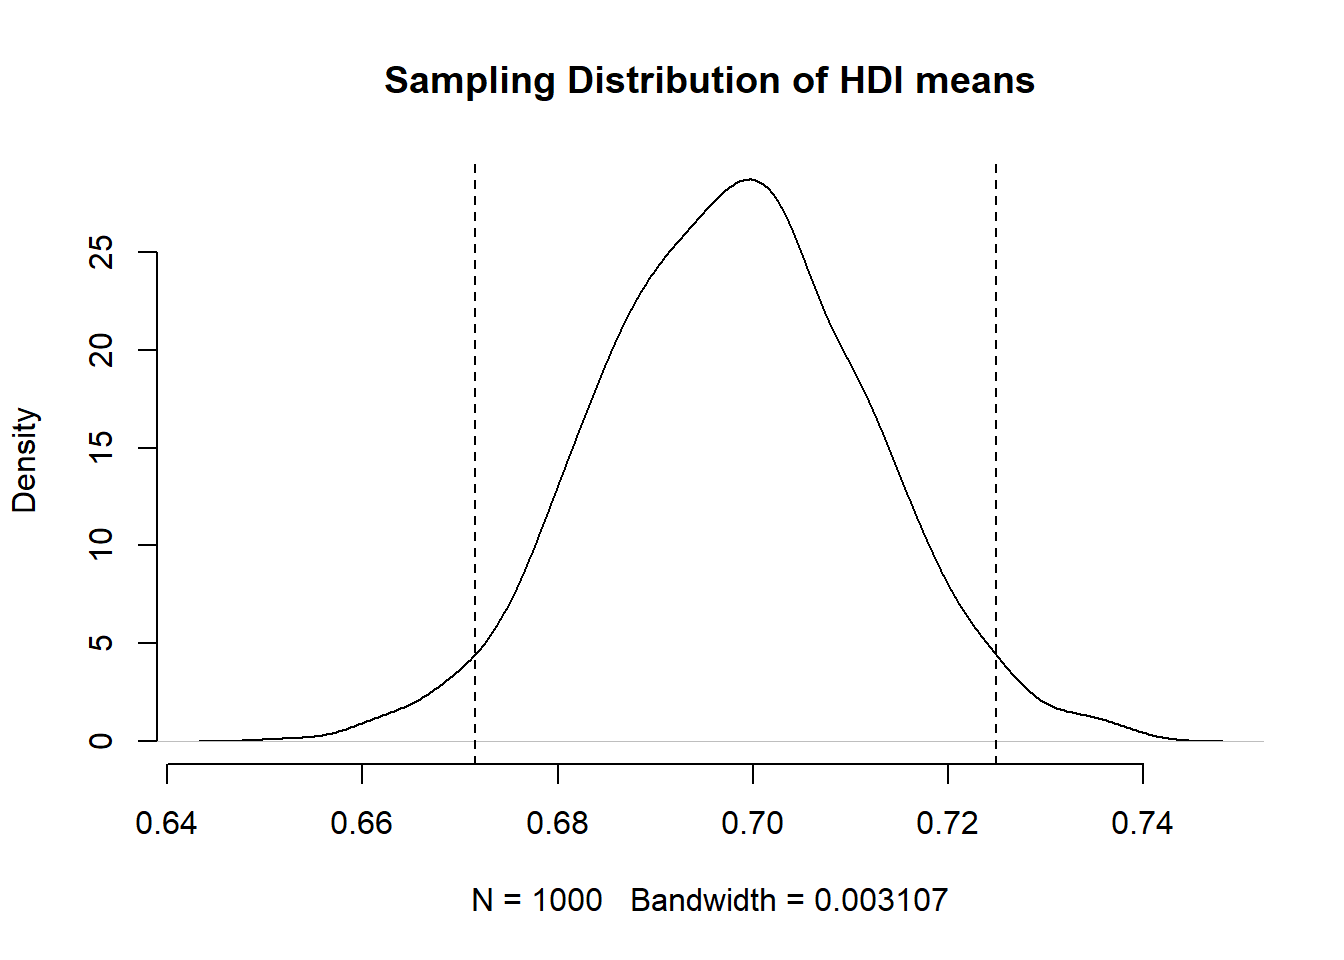 Sampling Distribution of HDI means
Density
25
20
15
10
5
0
0.64 0.66 0.68 0.70 0.72 0.74
N = 1000   Bandwidth = 0.003107